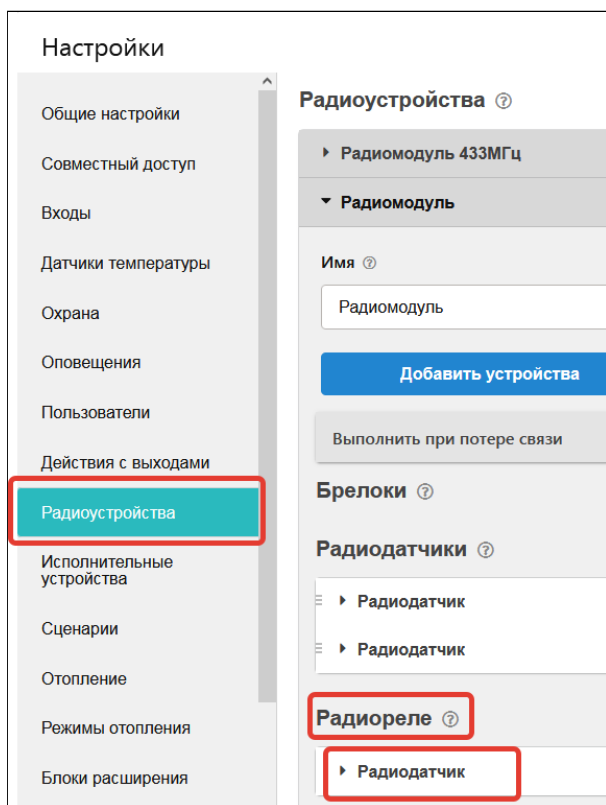 Настройки
Общие настройки
Совместный доступ
Входы
Датчики температуры
Охрана
Оповещения
Пользователи
Действия с выходами
Радиоустройства
Исполнительные
устройства
Сценарии
Отопление
Режимы отопления
Блоки расширения
Радиоустройства ?
Радиомодуль 433МГц
Радиомодуль
Имя ?
Радиомодуль
Добавить устройства
Выполнить при потере связи
Брелоки ?
Радиодатчики ?
Радиодатчик
Радиодатчик
Радиореле ?
Радиодатчик